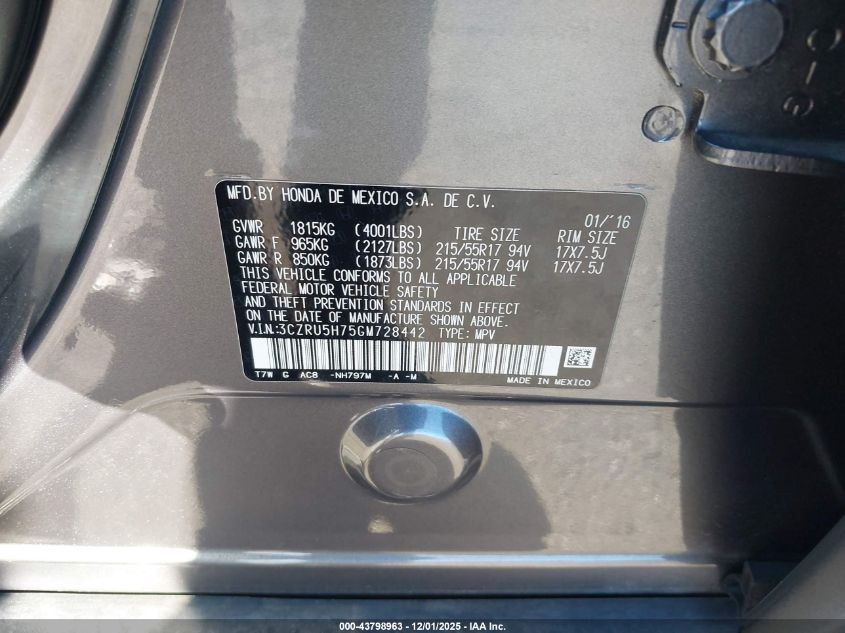 MFD.BY HONDA DE MEXICO S.A. DE C.V.
01/'16
GVWR 1815KG (4001LBS) TIRE SIZE RIM SIZE
GAWR F 965KG (2127LBS) 215/55R17 94V 17X7.5J
GAWR R 850KG (1873LBS) 215/55R17 94V 17X7.5J
THIS VEHICLE CONFORMS TO ALL APPLICABLE
FEDERAL MOTOR VEHICLE SAFETY
AND THEFT PREVENTION STANDARDS IN EFFECT
ON THE DATE OF MANUFACTURE SHOWN ABOVE.
V.I.N:3CZRU5H75GM728442 TYPE: MPV
T7W G AC8 -NH797M -A -M
MADE IN MEXICO
000-43798963 - 12/01/2025 - IAA Inc.